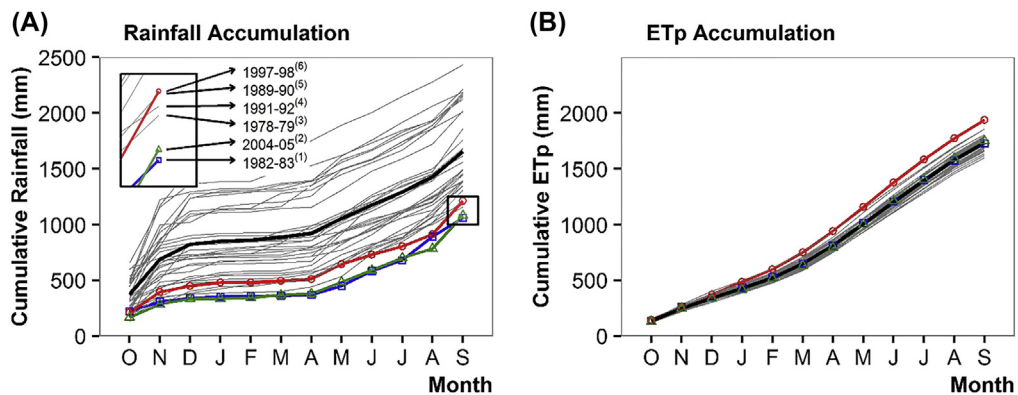 (A)
Rainfall Accumulation
Cumulative Rainfall (mm)
2500
2000
1500
1000
500
0
1997-98(6)
1989-90(5)
1991-92(4)
1978-79(3)
2004-05(2)
1982-83(1)
O N D J F M A M J J A S
Month
(B)
ETp Accumulation
Cumulative ETp (mm)
2000
1500
1000
500
0
O N D J F M A M J J A S
Month